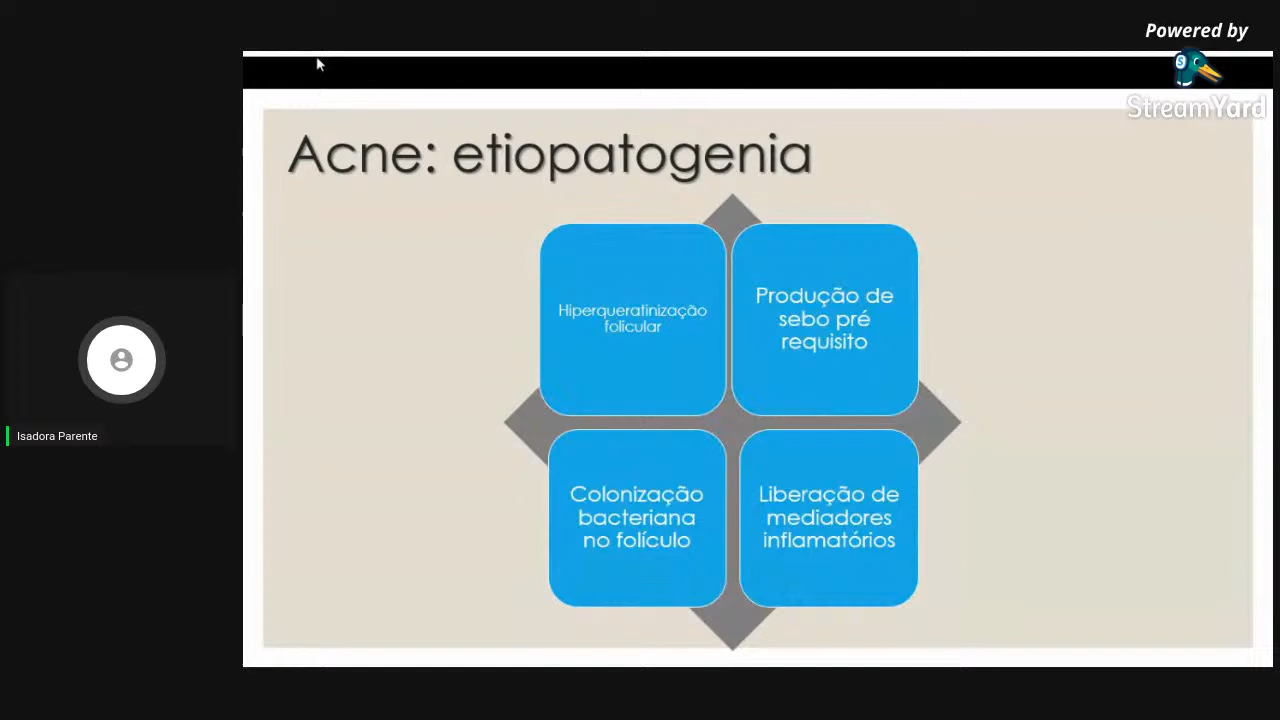 Powered by
StreamYard
Acne: etiopatogenia
Hiperqueratinização
folicular
Produção de
sebo pré
requisito
Colonização
bacteriana
no folículo
Liberação de
mediadores
inflamatórios
Isadora Parente